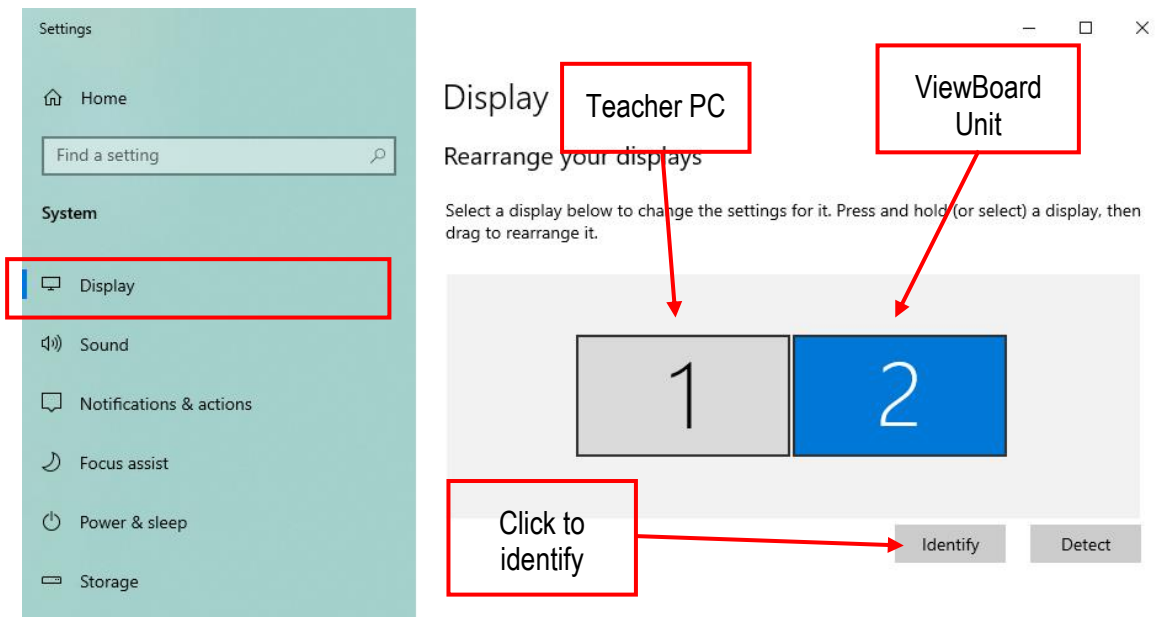 Settings
Home
Find a setting
System
Display
Sound
Notifications & actions
Focus assist
Power & sleep
Storage
Display
Teacher PC
ViewBoard
Unit
Rearrange your displays
Select a display below to change the settings for it. Press and hold (or select) a display, then
drag to rearrange it.
1
2
Click to
identify
Identify
Detect